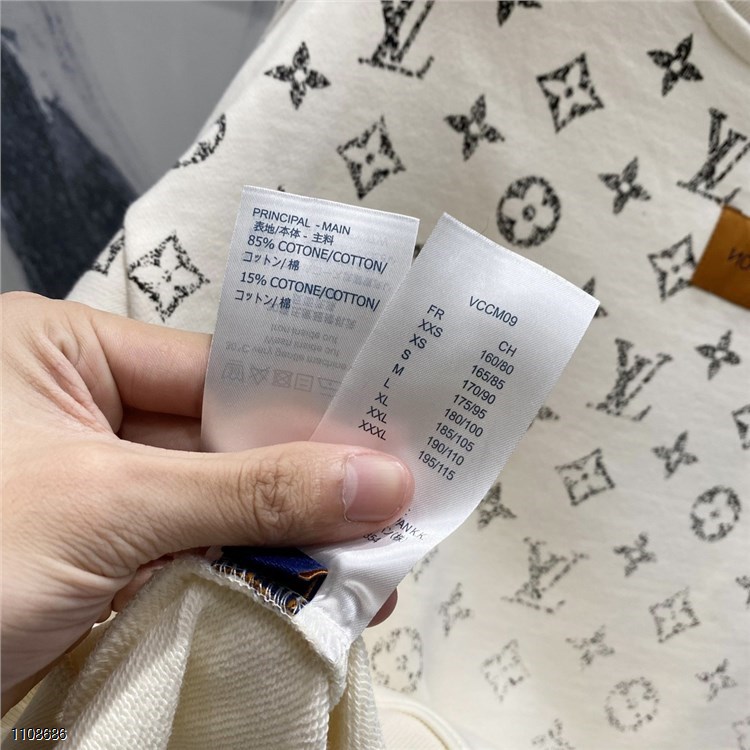 PRINCIPAL - MAIN
表地/本体 - 主料
85% COTONE/COTTON/
コットン/ 棉
15% COTONE/COTTON/
コットン/ 棉
VCCM09
FR CH
XXS 160/80
XS 165/85
S 170/90
M 175/95
L 180/100
XL 185/105
XXL 190/110
XXXL 195/115
1108686